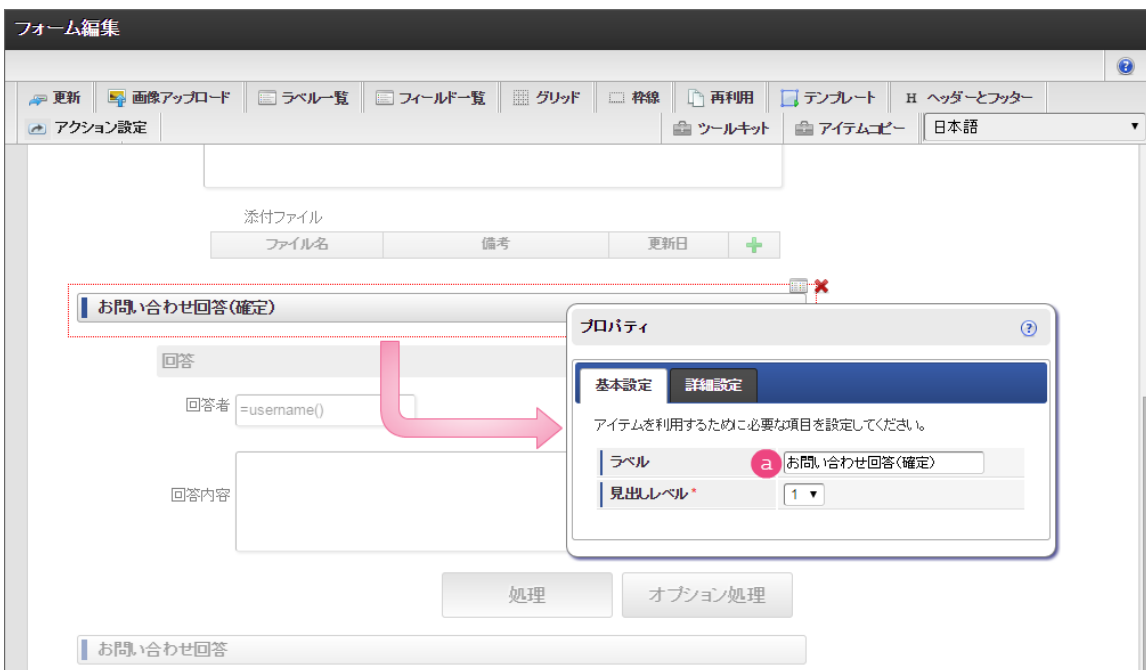 フォーム編集
更新 画像アップロード ラベル一覧 フィールド一覧 グリッド 枠線 再利用 テンプレート H ヘッダーとフッター
アクション設定 ツールキット アイテムコピー 日本語
添付ファイル
ファイル名 備考 更新日
お問い合わせ回答(確定)
プロパティ
回答
基本設定 詳細設定
回答者 =username()
アイテムを利用するために必要な項目を設定してください。
ラベル a お問い合わせ回答(確定)
見出しレベル* 1
回答内容
処理 オプション処理
お問い合わせ回答